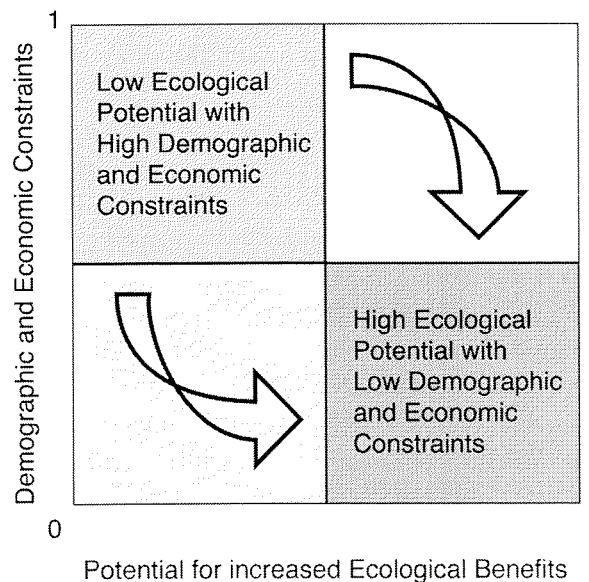 1
Demographic and Economic Constraints
Low Ecological
Potential with
High Demographic
and Economic
Constraints
High Ecological
Potential with
Low Demographic
and Economic
Constraints
0
Potential for increased Ecological Benefits